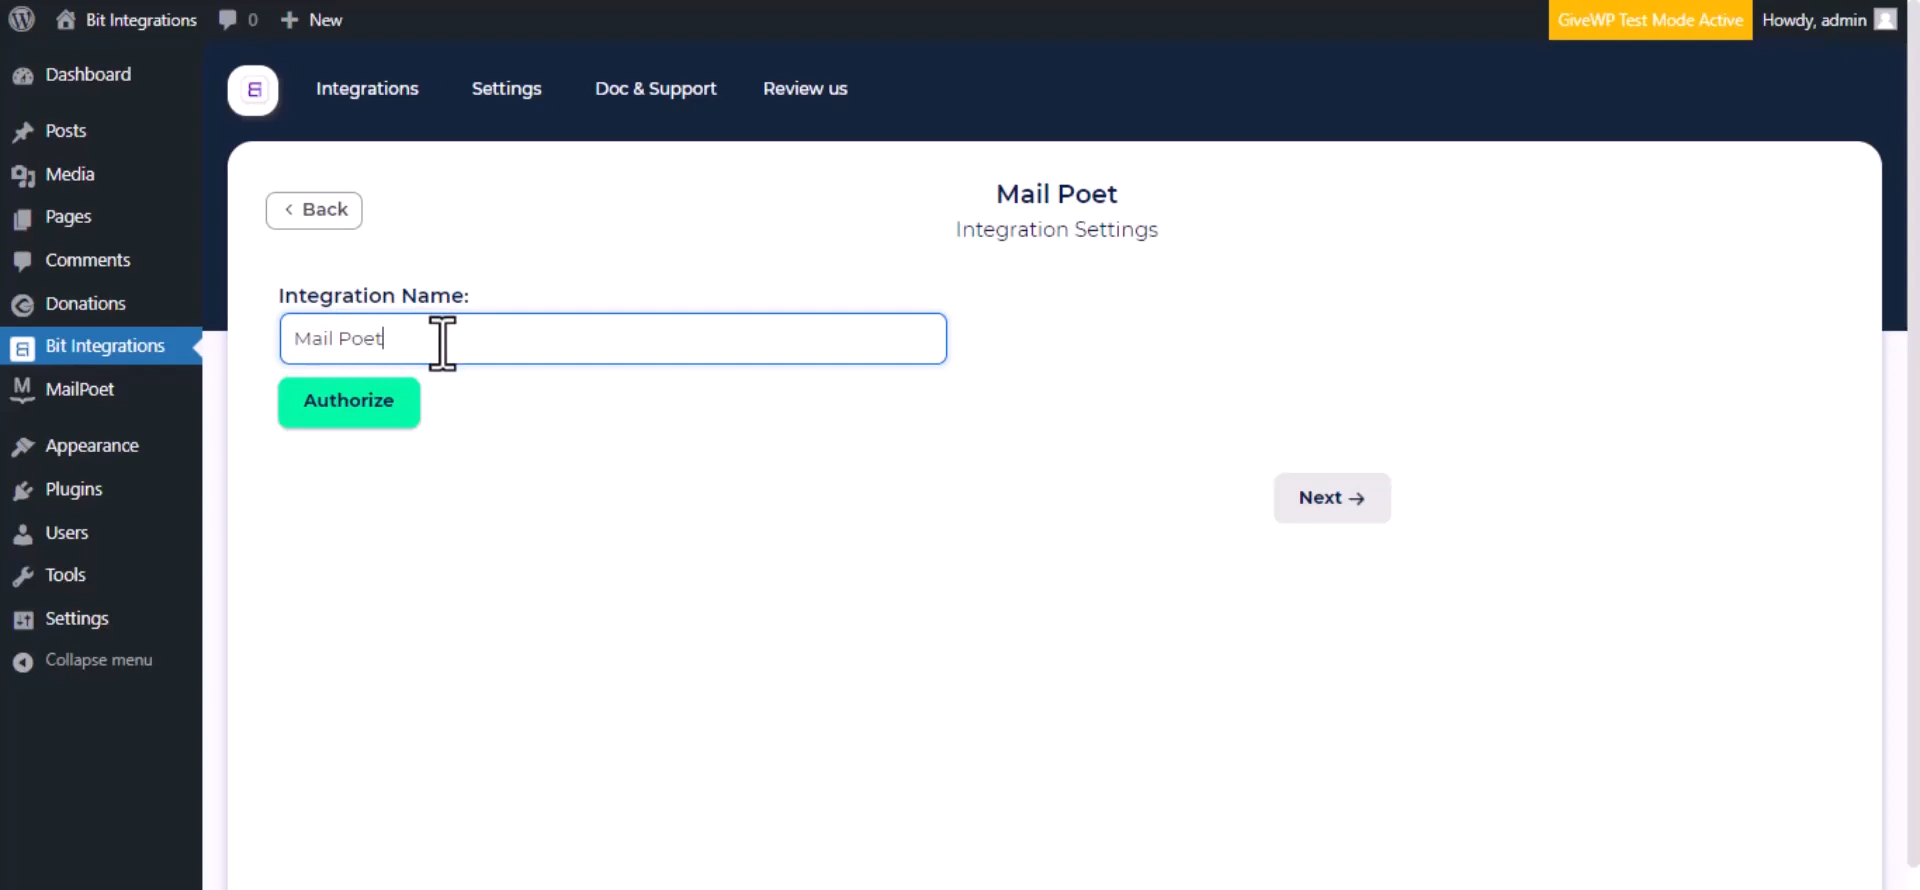 Bit Integrations 0 New GiveWP Test Mode Active Howdy, admin
Dashboard
Posts
Media
Pages
Comments
Donations
Bit Integrations
MailPoet
Appearance
Plugins
Users
Tools
Settings
Collapse menu
Integrations Settings Doc & Support Review us
Back
Mail Poet
Integration Settings
Integration Name:
Mail Poet
Authorize
Next →